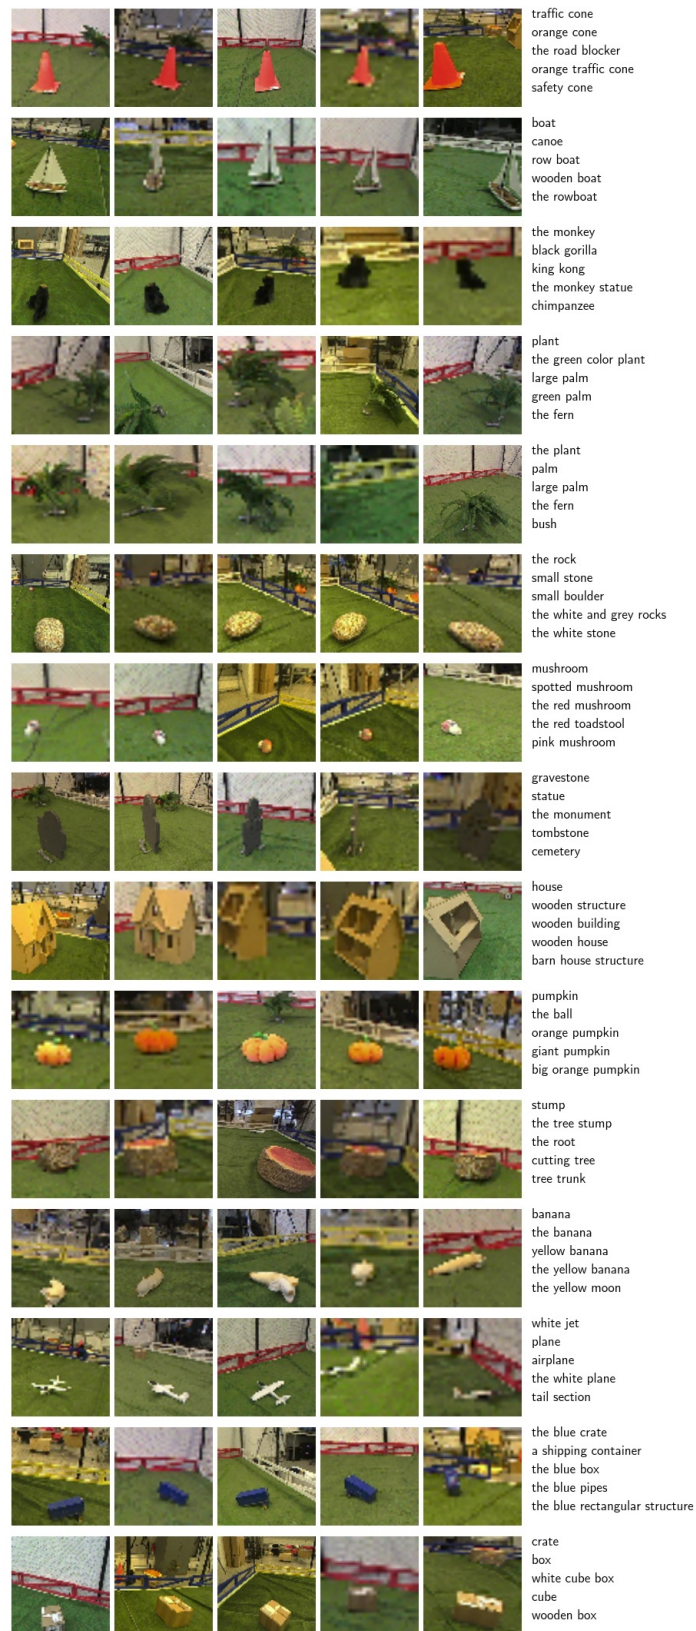 traffic cone
orange cone
the road blocker
orange traffic cone
safety cone
boat
canoe
row boat
wooden boat
the rowboat
the monkey
black gorilla
king kong
the monkey statue
chimpanzee
plant
the green color plant
large palm
green palm
the fern
the plant
palm
large palm
the fern
bush
the rock
small stone
small boulder
the white and grey rocks
the white stone
mushroom
spotted mushroom
the red mushroom
the red toadstool
pink mushroom
gravestone
statue
the monument
tombstone
cemetery
house
wooden structure
wooden building
wooden house
barn house structure
pumpkin
the ball
orange pumpkin
giant pumpkin
big orange pumpkin
stump
the tree stump
the root
cutting tree
tree trunk
banana
the banana
yellow banana
the yellow banana
the yellow moon
white jet
plane
airplane
the white plane
tail section
the blue crate
a shipping container
the blue box
the blue pipes
the blue rectangular structure
crate
box
white cube box
cube
wooden box